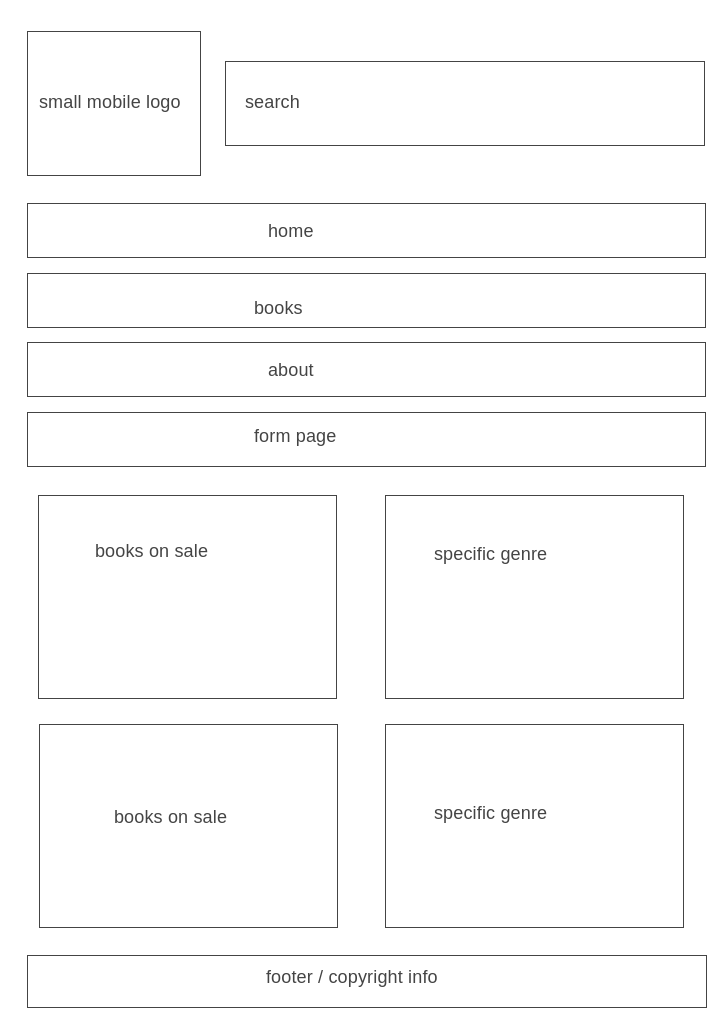 small mobile logo
search
home
books
about
form page
books on sale
specific genre
books on sale
specific genre
footer / copyright info